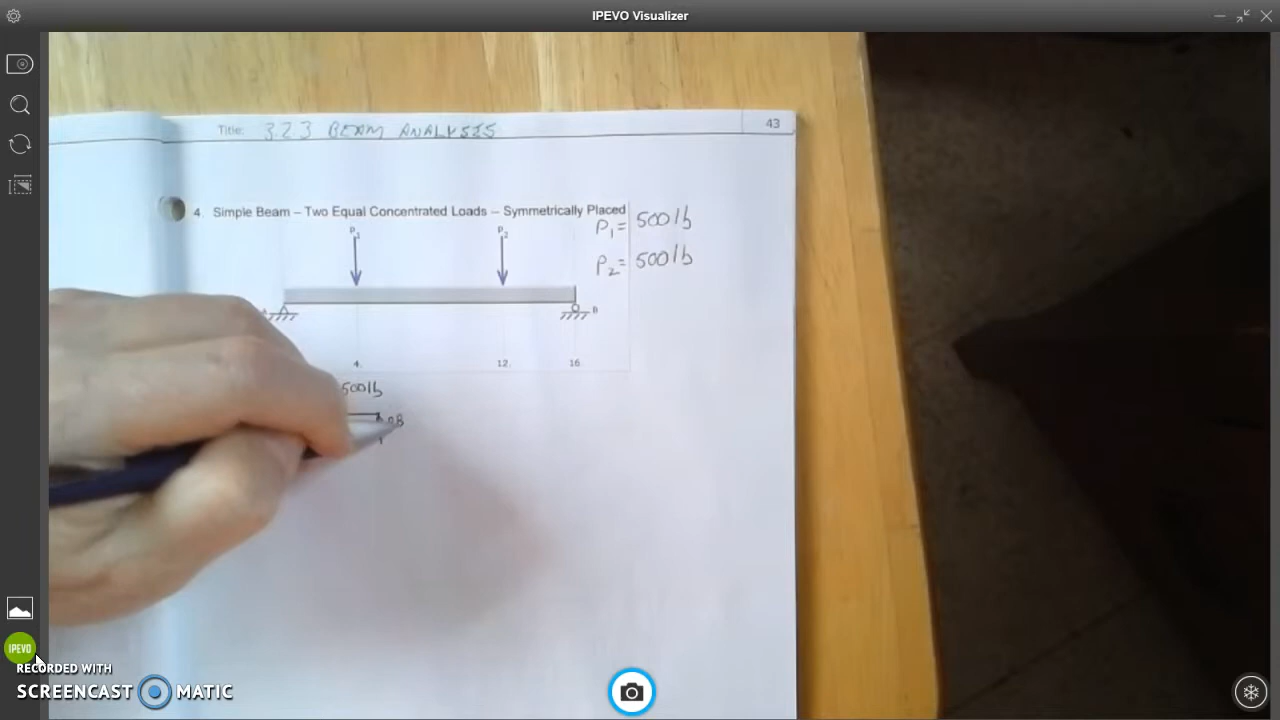 IPEVO Visualizer
Title: 3.2.3 BEAM ANALYSIS
43
4. Simple Beam – Two Equal Concentrated Loads – Symmetrically Placed
P1 P2
P1 = 500 lb
P2 = 500 lb
B
4. 12. 16
500 lb
B
IPEVO
RECORDED WITH
SCREENCAST MATIC